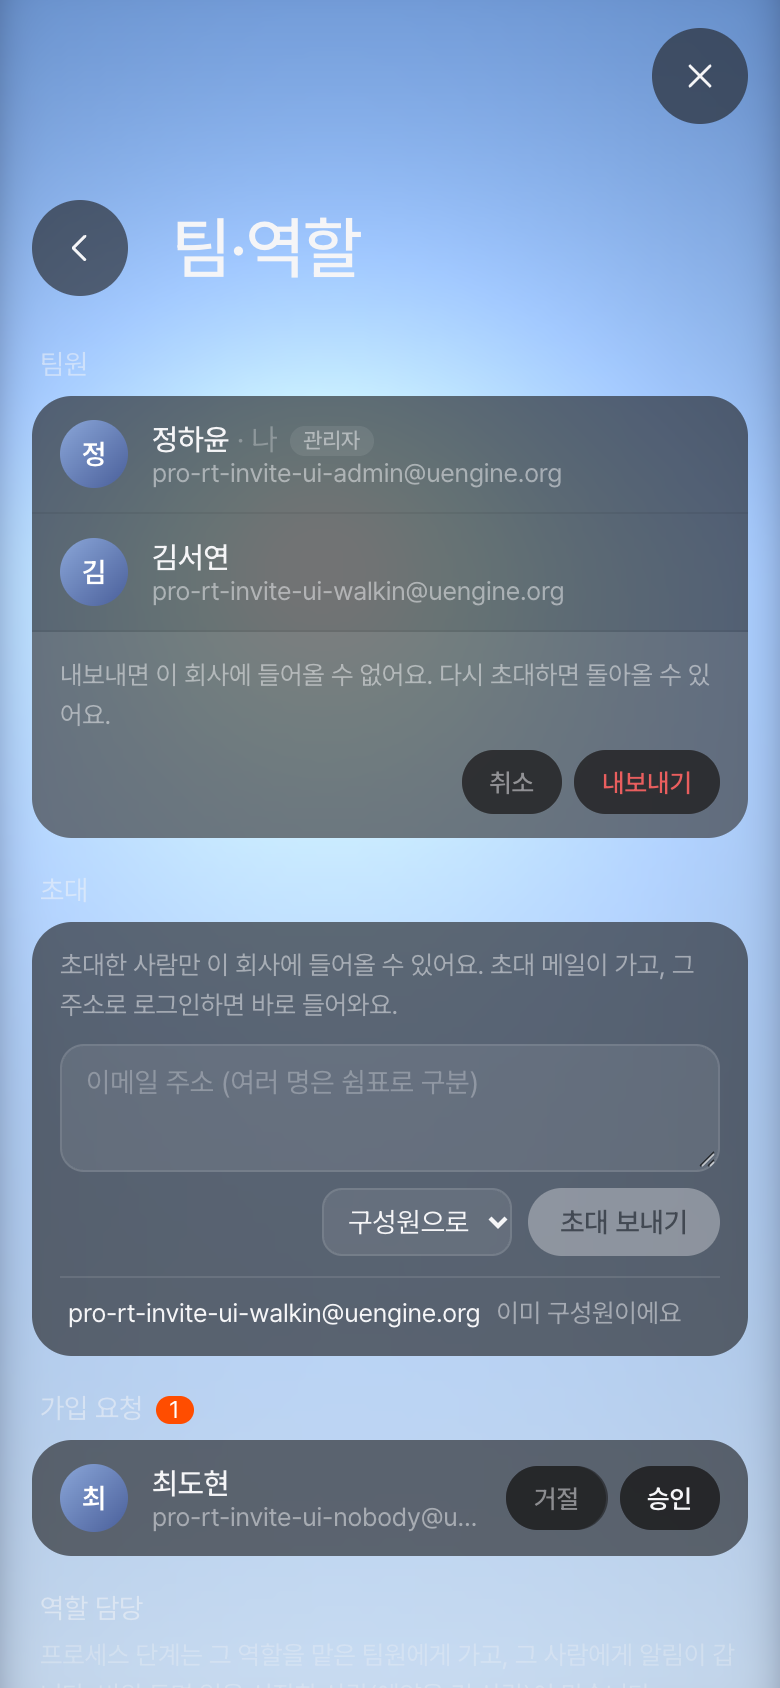 팀·역할
팀원
정
정하윤 · 나 관리자
pro-rt-invite-ui-admin@uengine.org
김
김서연
pro-rt-invite-ui-walkin@uengine.org
내보내면 이 회사에 들어올 수 없어요. 다시 초대하면 돌아올 수 있
어요.
취소 내보내기
초대
초대한 사람만 이 회사에 들어올 수 있어요. 초대 메일이 가고, 그
주소로 로그인하면 바로 들어와요.
이메일 주소 (여러 명은 쉼표로 구분)
구성원으로 초대 보내기
pro-rt-invite-ui-walkin@uengine.org 이미 구성원이에요
가입 요청 1
최
최도현
pro-rt-invite-ui-nobody@u...
거절 승인
역할 담당
프로세스 단계는 그 역할을 맡은 팀원에게 가고, 그 사람에게 알림이 갑